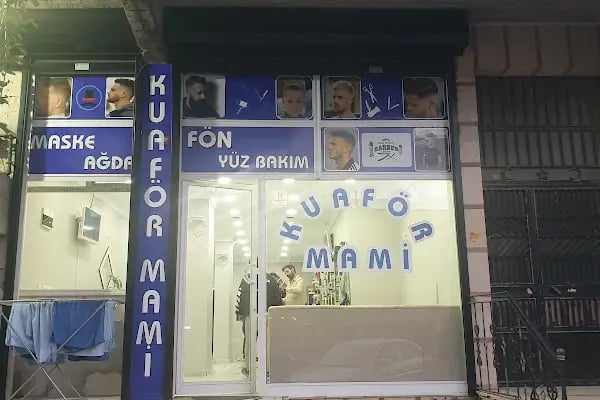 MASKE
AĞDA
KUAFÖR MAMİ
FÖN
YÜZ BAKIM
BARBER
KUAFÖR
MAMİ